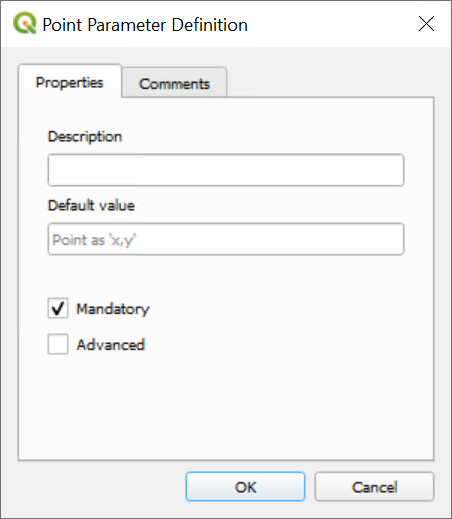 Point Parameter Definition
Properties
Comments
Description
Default value
Point as 'x,y'
Mandatory
Advanced
OK
Cancel